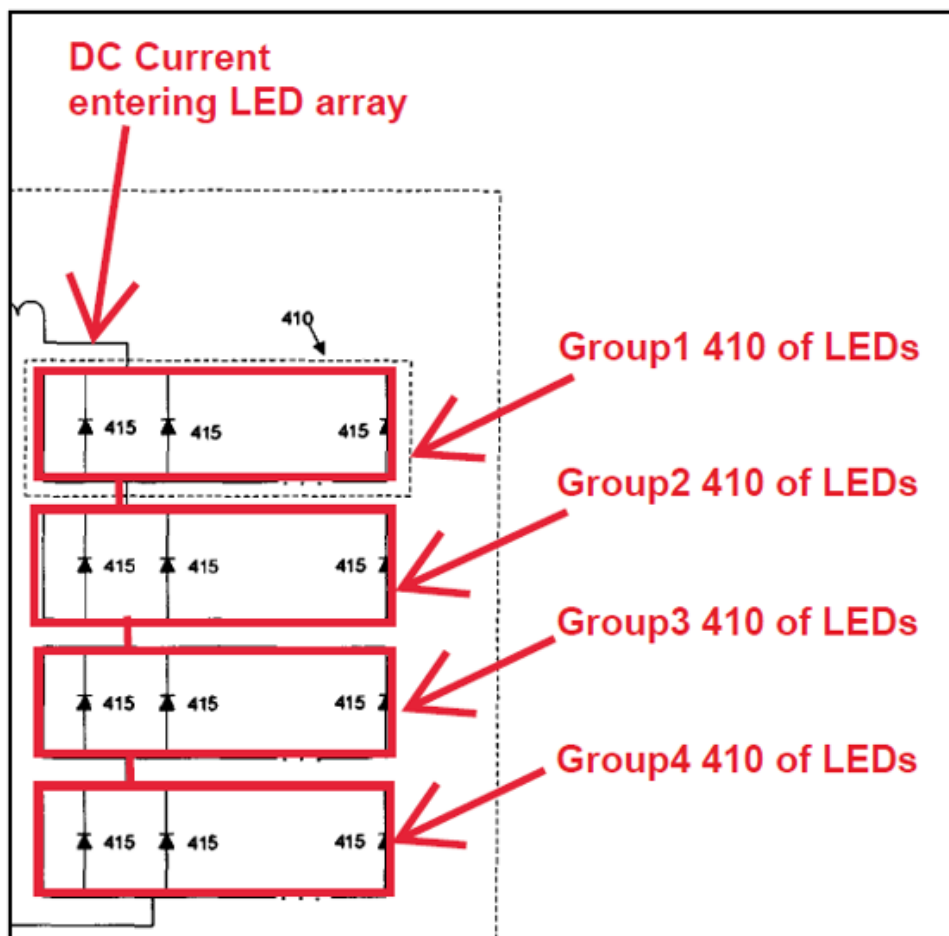 DC Current
entering LED array
410
Group1 410 of LEDs
415 415 415
Group2 410 of LEDs
415 415 415
Group3 410 of LEDs
415 415 415
Group4 410 of LEDs
415 415 415